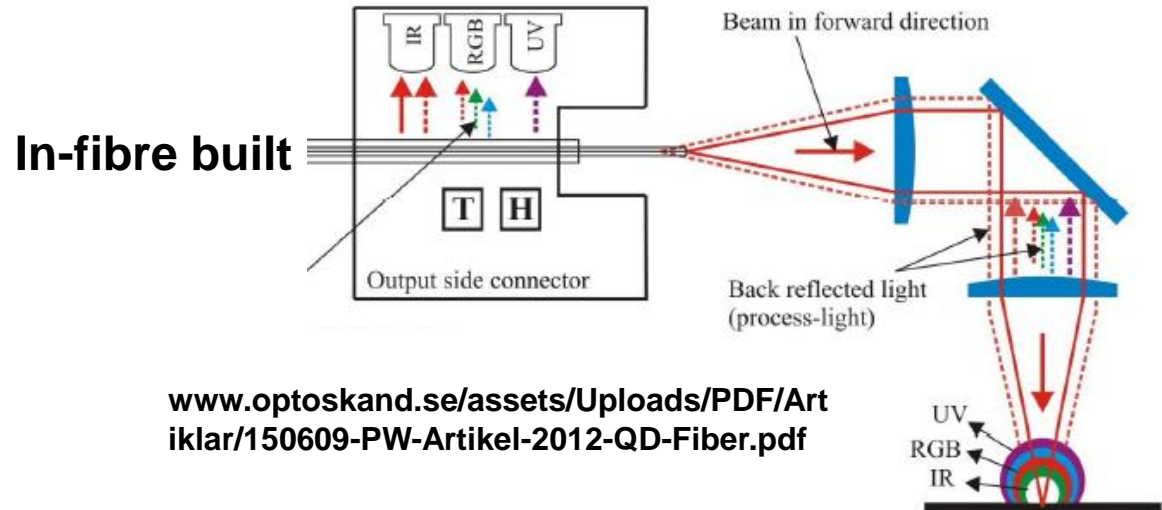 In-fibre built
IR
RGB
UV
T
H
Output side connector
Beam in forward direction
Back reflected light
(process-light)
UV
RGB
IR
www.optoskand.se/assets/Uploads/PDF/Art
iklar/150609-PW-Artikel-2012-QD-Fiber.pdf